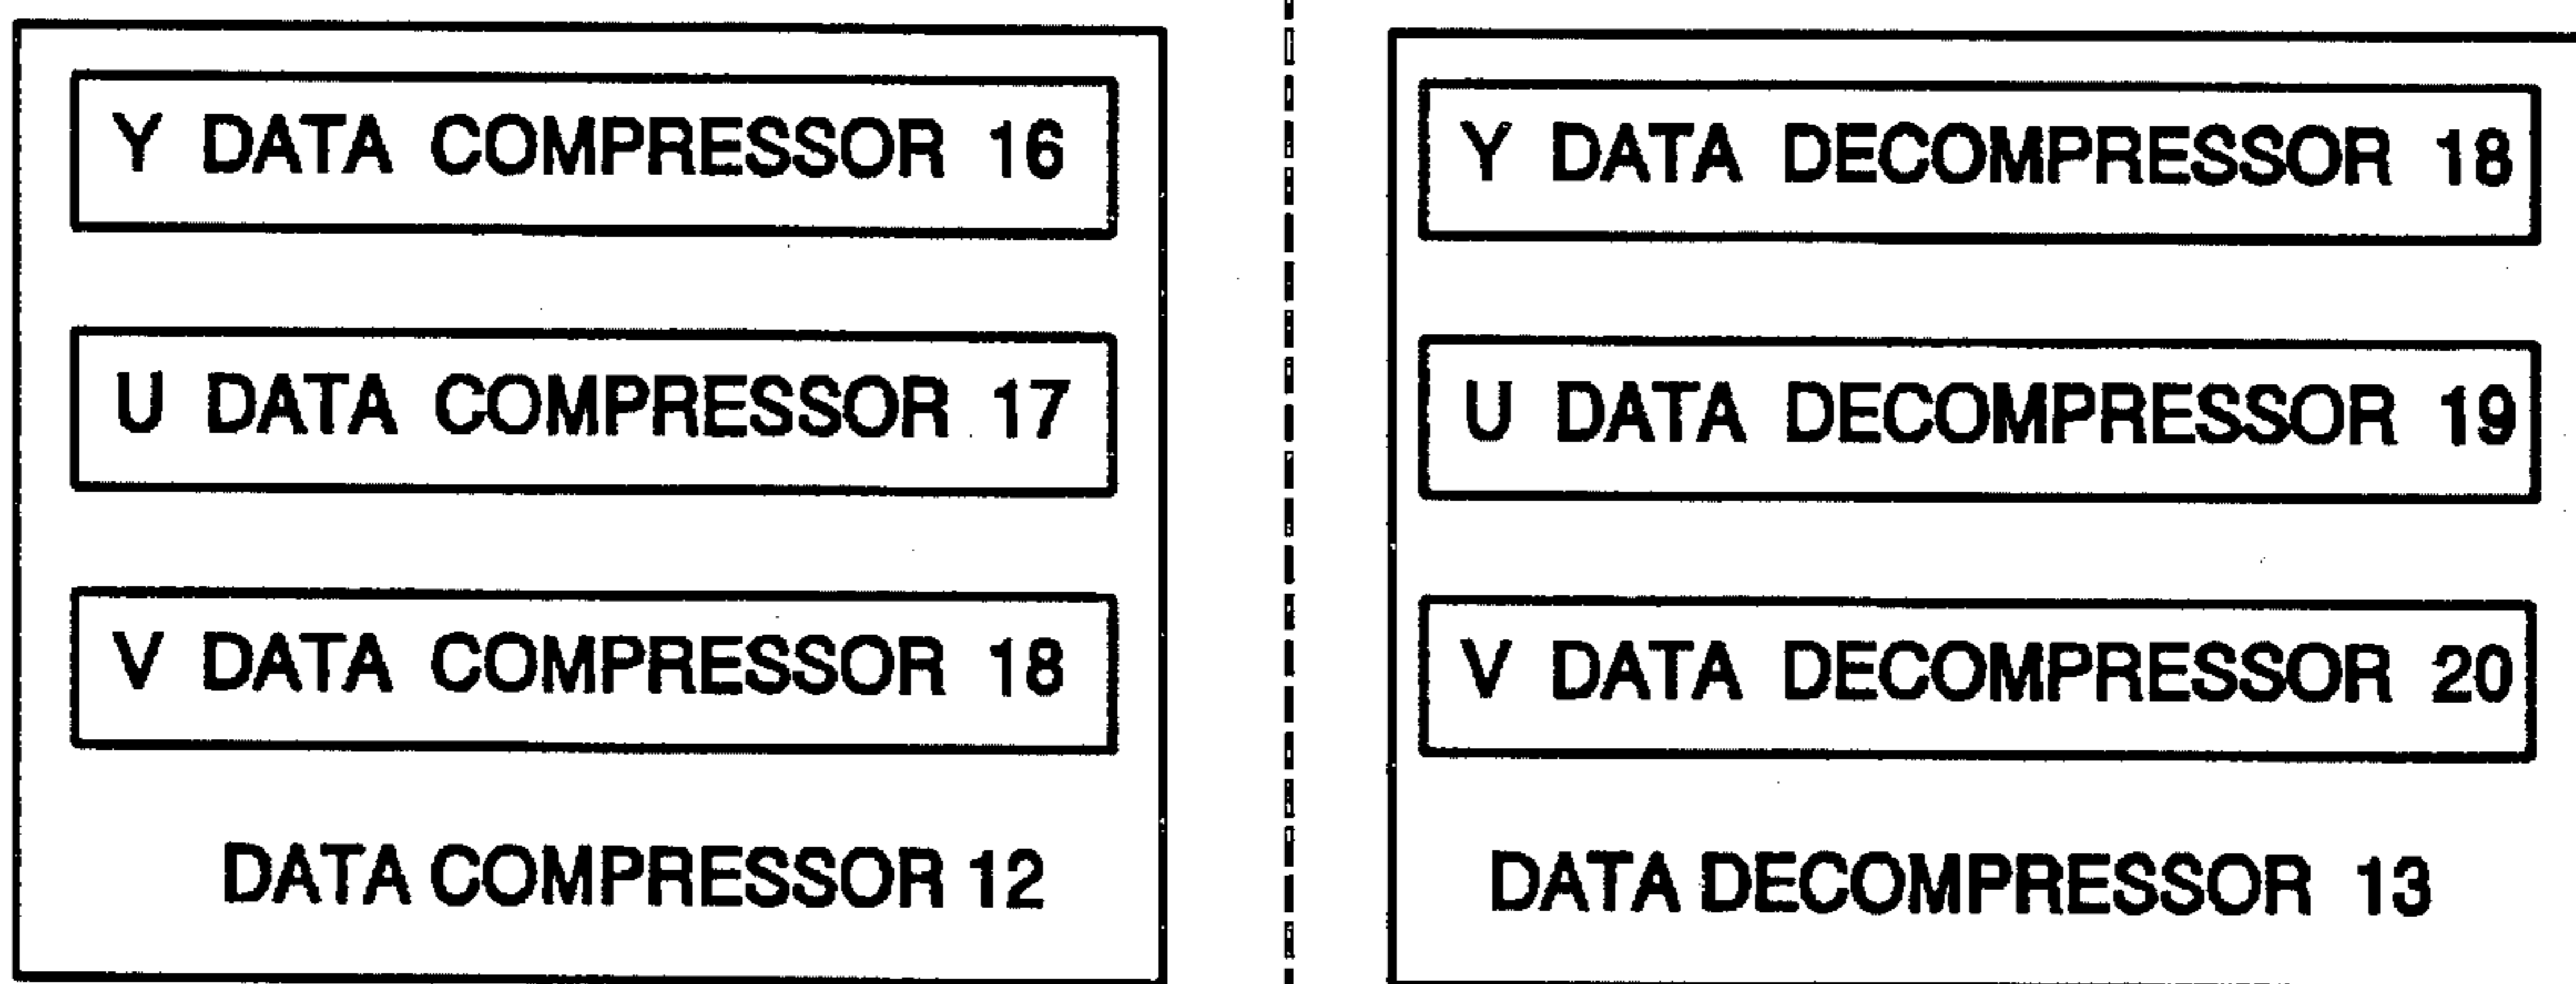 Y DATA COMPRESSOR 16
U DATA COMPRESSOR 17
V DATA COMPRESSOR 18
DATA COMPRESSOR 12
Y DATA DECOMPRESSOR 18
U DATA DECOMPRESSOR 19
V DATA DECOMPRESSOR 20
DATA DECOMPRESSOR 13